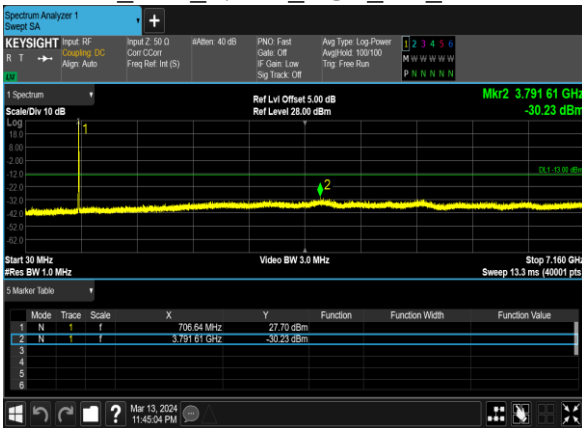 Spectrum Analyzer 1
Swept SA
+
KEYSIGHT Input: RF Input Z: 50 Ω #Atten: 40 dB PNO: Fast Avg Type: Log-Power 1 2 3 4 5 6
R T Coupling: DC Corr CCorr Gate: Off Avg|Hold: 100/100 M W W W W W
Align: Auto Freq Ref: Int (S) IF Gain: Low Trig: Free Run
LW Sig Track: Off P N N N N N
1 Spectrum Ref Lvl Offset 5.00 dB Mkr2 3.791 61 GHz
Scale/Div 10 dB Ref Level 28.00 dBm -30.23 dBm
Log
18.0 1
8.00
-2.00
-12.0 DL1 -13.00 dBm
-22.0 2
-32.0
-42.0
-52.0
-62.0
Start 30 MHz Video BW 3.0 MHz Stop 7.160 GHz
#Res BW 1.0 MHz Sweep 13.3 ms (40001 pts)
5 Marker Table
Mode Trace Scale X Y Function Function Width Function Value
1 N 1 f 706.64 MHz 27.70 dBm
2 N 1 f 3.791 61 GHz -30.23 dBm
3
4
5
6
? Mar 13, 2024
11:45:04 PM